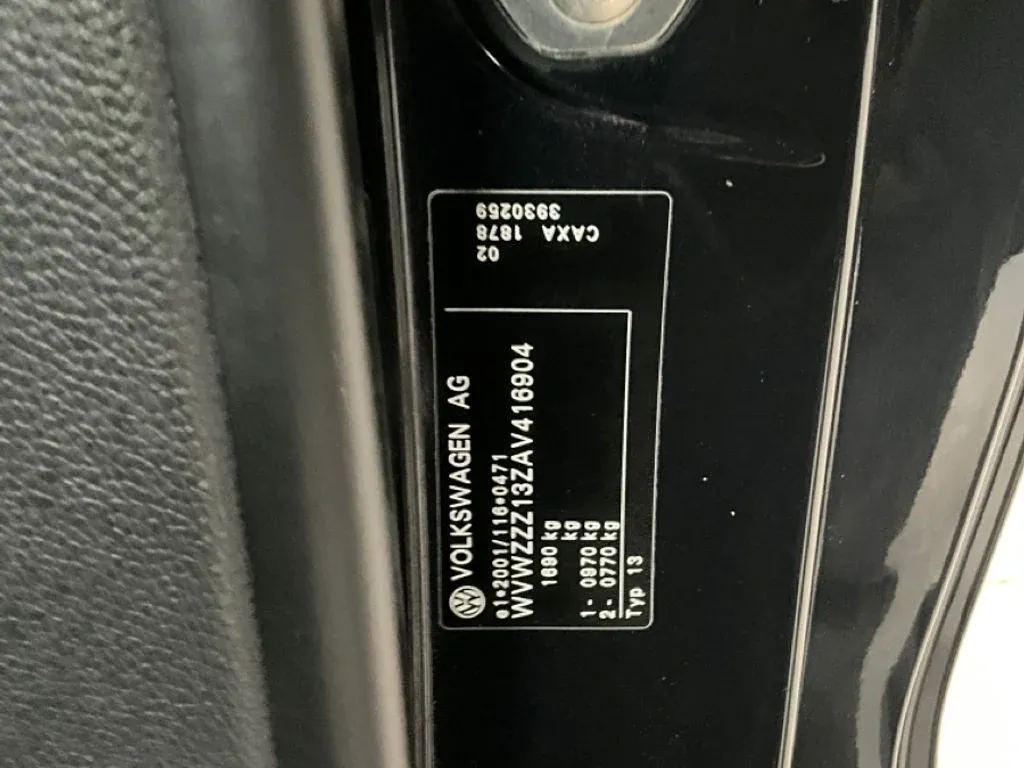 VOLKSWAGEN AG
e1*2001/116*0471
WVWZZZ13ZAV416904
1690 kg
kg
1- 0970 kg
2- 0770 kg
Typ 13
02
CAXA 1878
3930259